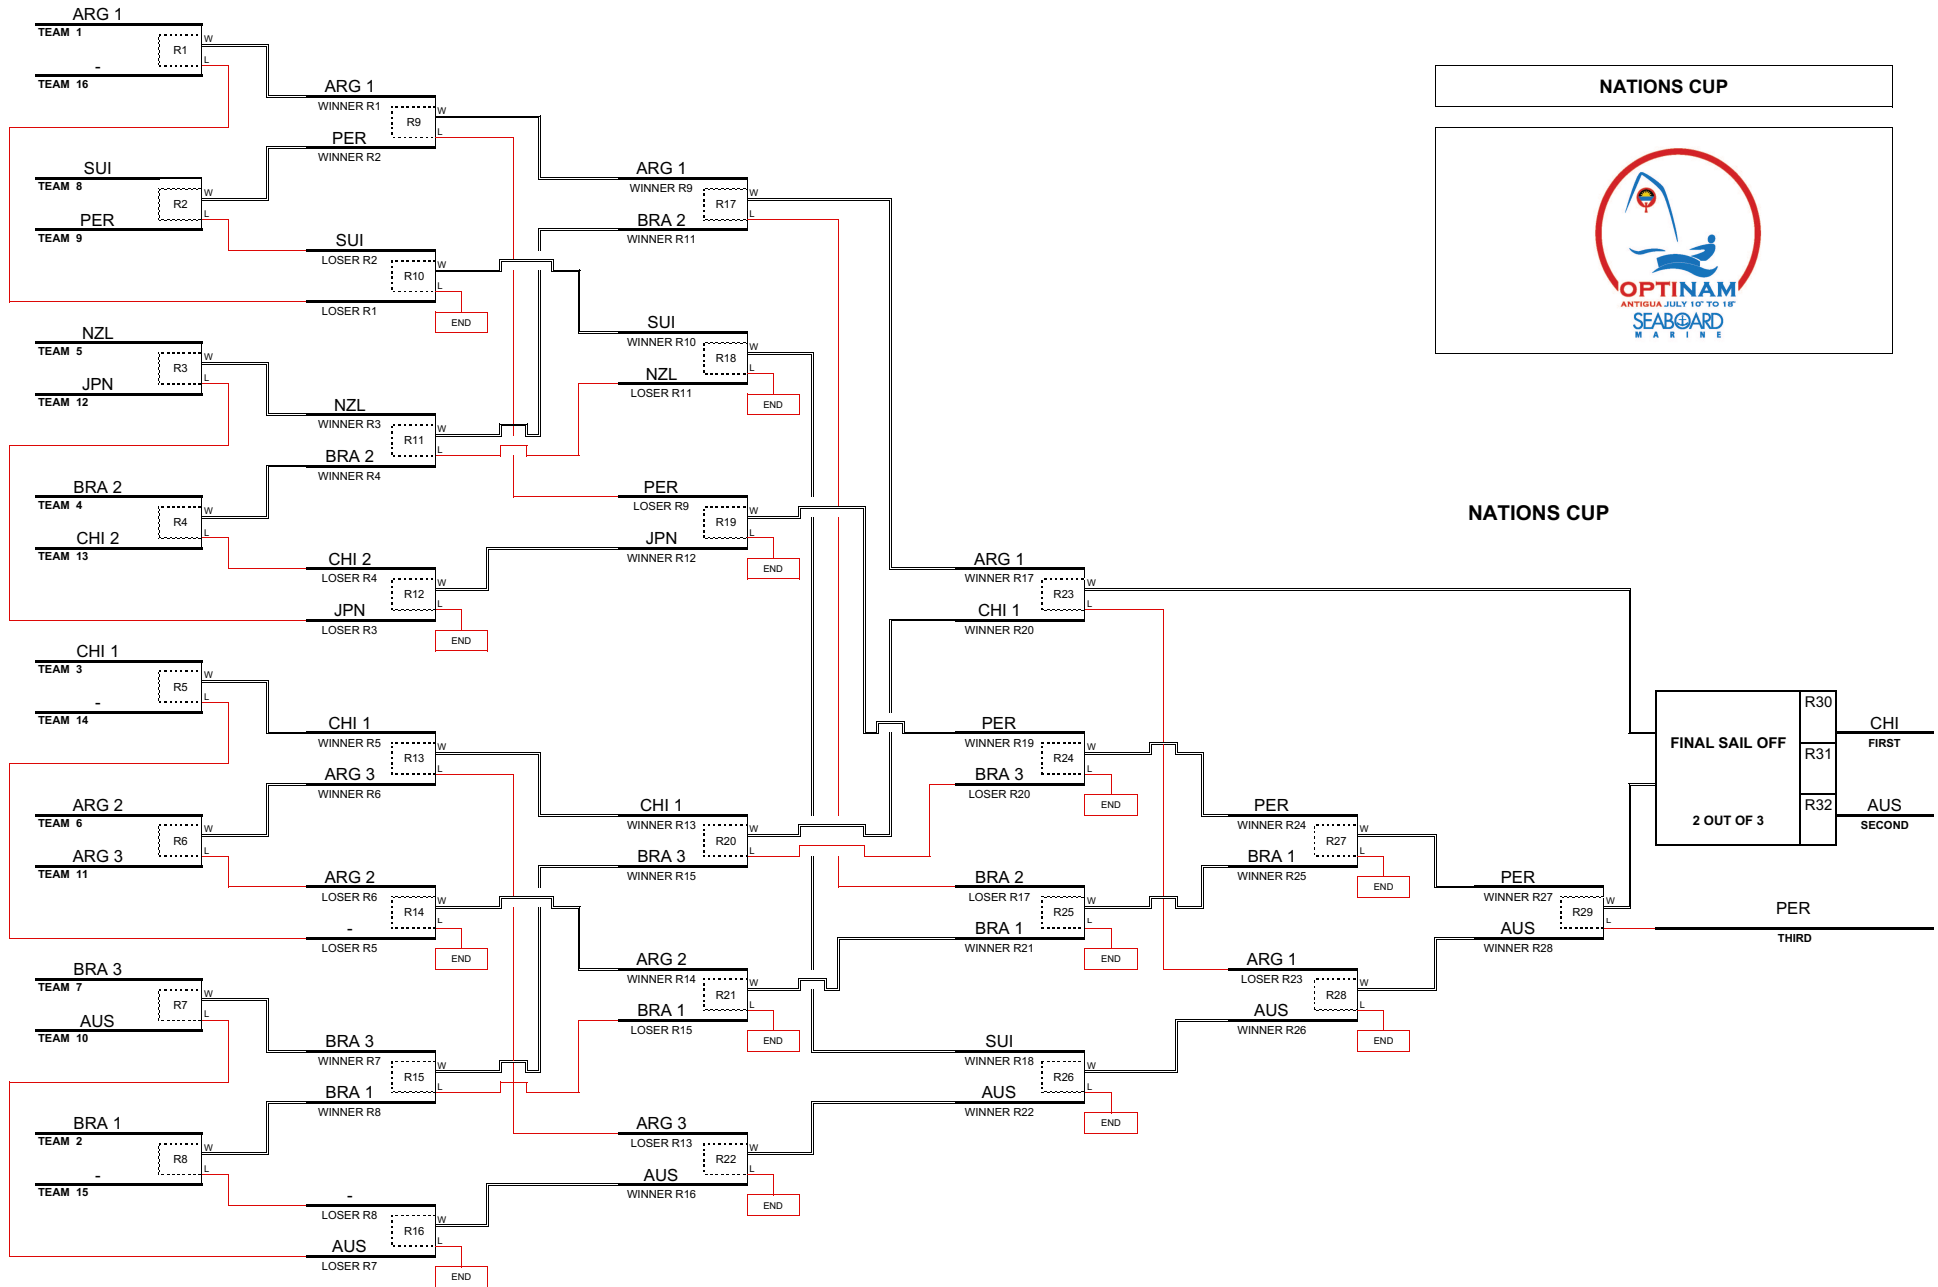 ARG 1
TEAM 1
R1
W
L
-
TEAM 16
SUI
TEAM 8
R2
W
L
PER
TEAM 9
NZL
TEAM 5
R3
W
L
JPN
TEAM 12
BRA 2
TEAM 4
R4
W
L
CHI 2
TEAM 13
CHI 1
TEAM 3
R5
W
L
-
TEAM 14
ARG 2
TEAM 6
R6
W
L
ARG 3
TEAM 11
BRA 3
TEAM 7
R7
W
L
AUS
TEAM 10
BRA 1
TEAM 2
R8
W
L
-
TEAM 15
ARG 1
WINNER R1
R9
W
L
PER
WINNER R2
SUI
LOSER R2
R10
W
L
LOSER R1
END
NZL
WINNER R3
R11
W
L
BRA 2
WINNER R4
CHI 2
LOSER R4
R12
W
L
JPN
LOSER R3
END
CHI 1
WINNER R5
R13
W
L
ARG 3
WINNER R6
ARG 2
LOSER R6
R14
W
L
-
LOSER R5
END
BRA 3
WINNER R7
R15
W
L
BRA 1
WINNER R8
-
LOSER R8
R16
W
L
AUS
LOSER R7
END
ARG 1
WINNER R9
R17
W
L
BRA 2
WINNER R11
SUI
WINNER R10
R18
W
L
NZL
LOSER R11
END
PER
LOSER R9
R19
W
L
JPN
WINNER R12
END
CHI 1
WINNER R13
R20
W
L
BRA 3
WINNER R15
ARG 2
WINNER R14
R21
W
L
BRA 1
LOSER R15
END
ARG 3
LOSER R13
R22
W
L
AUS
WINNER R16
END
ARG 1
WINNER R17
R23
W
L
CHI 1
WINNER R20
PER
WINNER R19
R24
W
L
BRA 3
LOSER R20
END
BRA 2
LOSER R17
R25
W
L
BRA 1
WINNER R21
END
SUI
WINNER R18
R26
W
L
AUS
WINNER R22
END
PER
WINNER R24
R27
W
L
BRA 1
WINNER R25
END
ARG 1
LOSER R23
R28
W
L
AUS
WINNER R26
END
PER
WINNER R27
R29
W
L
AUS
WINNER R28
NATIONS CUP
OPTINAM
ANTIGUA JULY 10TH TO 18TH
SEABOARD
MARINE
NATIONS CUP
FINAL SAIL OFF
2 OUT OF 3
R30
R31
R32
CHI
FIRST
AUS
SECOND
PER
THIRD